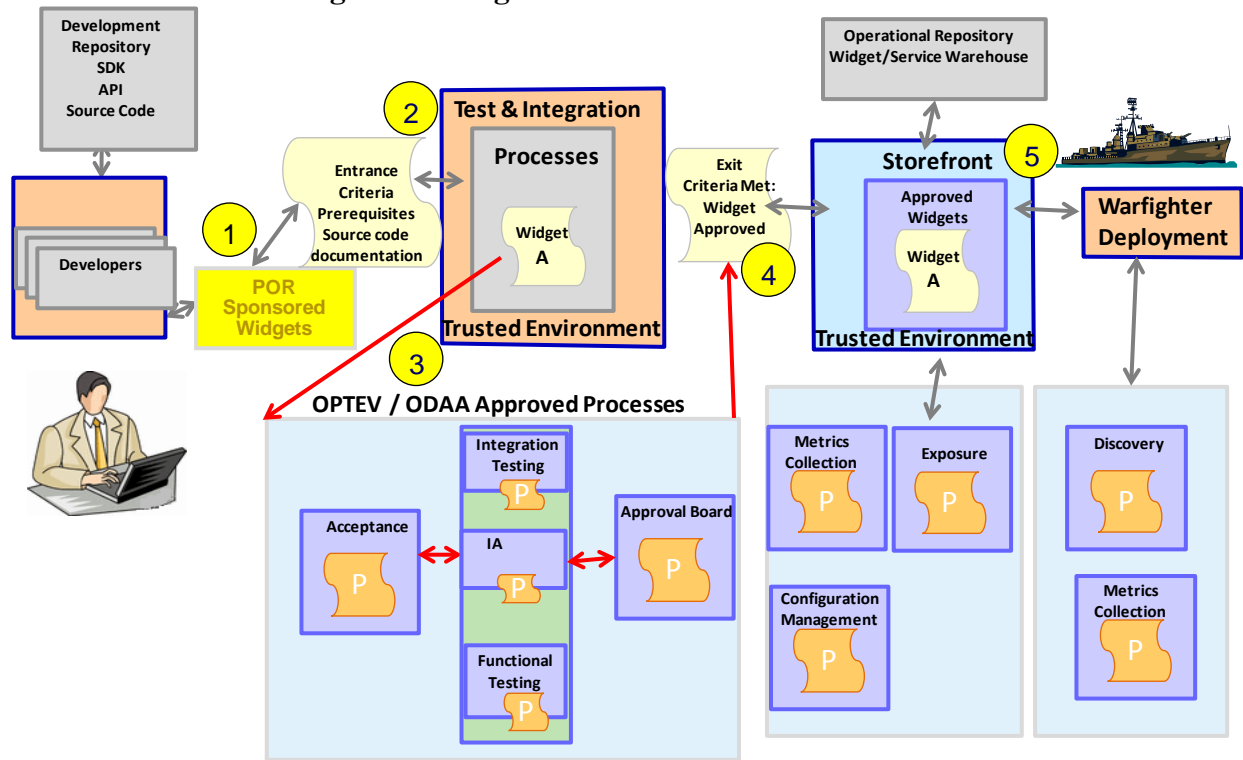 Development
Repository
SDK
API
Source Code
Operational Repository
Widget/Service Warehouse
2
Test & Integration
Processes
Widget
A
Trusted Environment
Entrance
Criteria
Prerequisites
Source code
documentation
1
Developers
POR
Sponsored
Widgets
Exit
Criteria Met:
Widget
Approved
4
5
Storefront
Approved
Widgets
Widget
A
Trusted Environment
Warfighter
Deployment
3
OPTEV / ODAA Approved Processes
Integration
Testing
P
Acceptance
P
IA
P
Approval Board
P
Functional
Testing
P
Metrics
Collection
P
Exposure
P
Configuration
Management
P
Discovery
P
Metrics
Collection
P